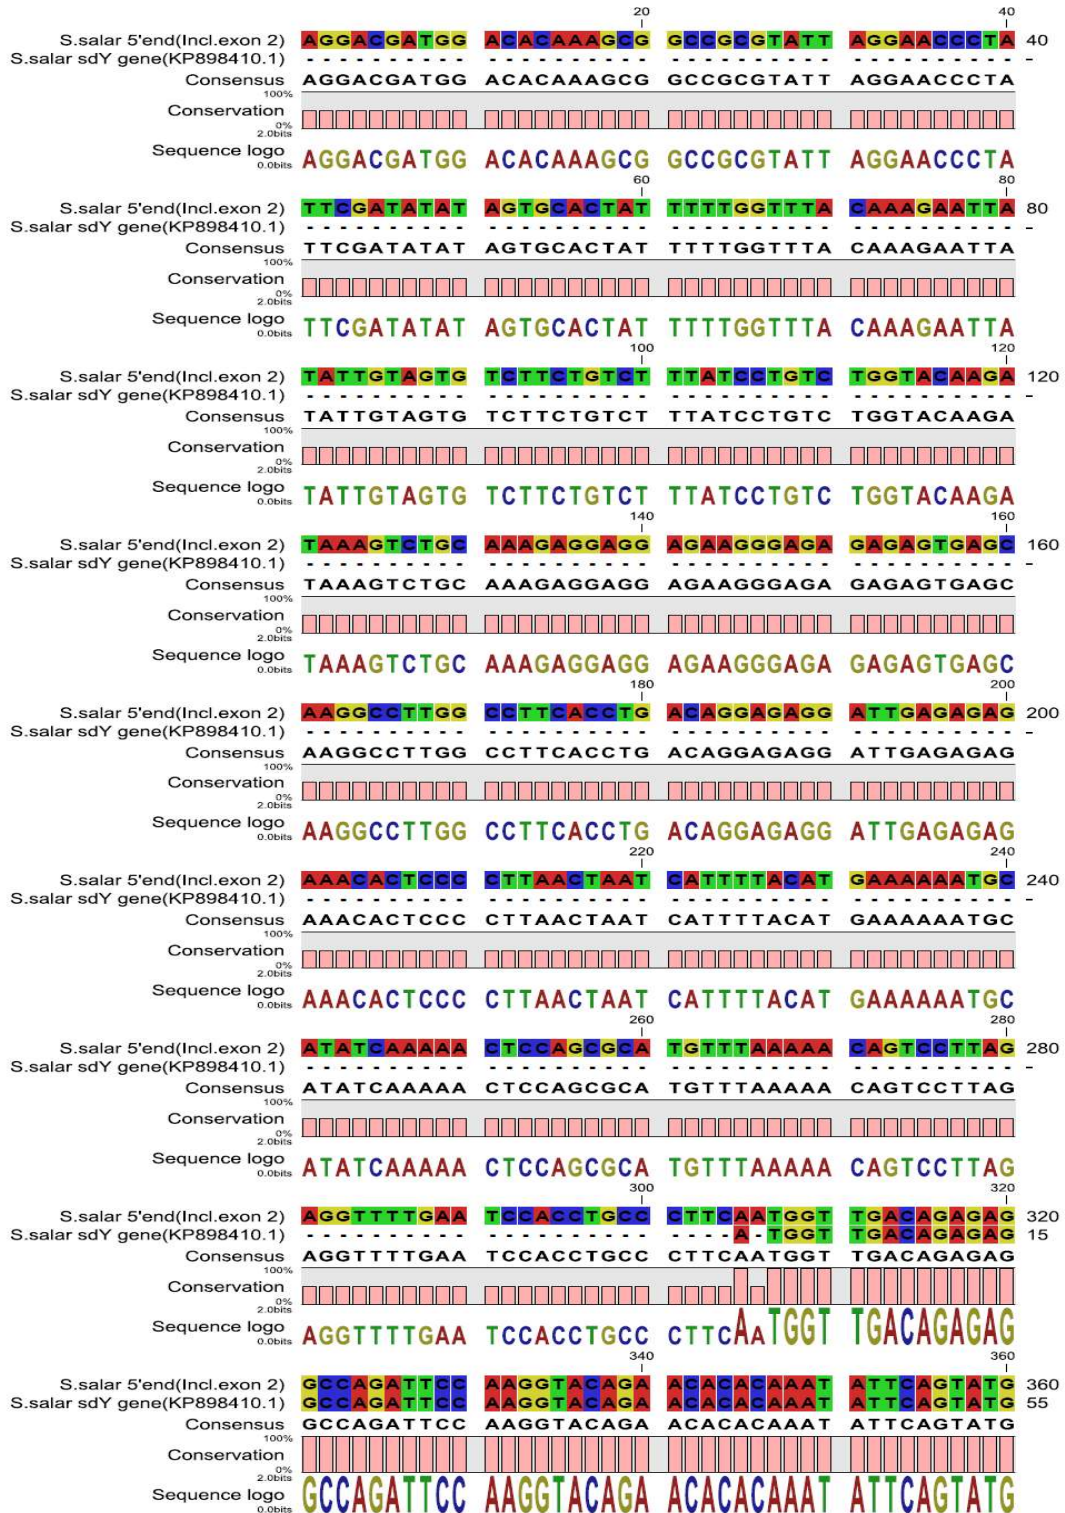 20 40
S.salar 5'end(Incl.exon 2) AGGACGATGG ACACAAAGCG GCCGCGTATT AGGAACCCTA 40
S.salar sdY gene(KP898410.1) - - - - - - - - - - - - - - - - - - - - - - - - - - - - - - - - - - - - - - - - -
Consensus AGGACGATGG ACACAAAGCG GCCGCGTATT AGGAACCCTA
100%
Conservation
0%
2.0bits
Sequence logo AGGACGATGG ACACAAAGCG GCCGCGTATT AGGAACCCTA
0.0bits
60 80
S.salar 5'end(Incl.exon 2) TTCGATATAT AGTGCACTAT TTTTGGTTTA CAAAGAATTA 80
S.salar sdY gene(KP898410.1) - - - - - - - - - - - - - - - - - - - - - - - - - - - - - - - - - - - - - - - - -
Consensus TTCGATATAT AGTGCACTAT TTTTGGTTTA CAAAGAATTA
100%
Conservation
0%
2.0bits
Sequence logo TTCGATATAT AGTGCACTAT TTTTGGTTTA CAAAGAATTA
0.0bits
100 120
S.salar 5'end(Incl.exon 2) TATTGTAGTG TCTTCTGTCT TTATCCTGTC TGGTACAAGA 120
S.salar sdY gene(KP898410.1) - - - - - - - - - - - - - - - - - - - - - - - - - - - - - - - - - - - - - - - - -
Consensus TATTGTAGTG TCTTCTGTCT TTATCCTGTC TGGTACAAGA
100%
Conservation
0%
2.0bits
Sequence logo TATTGTAGTG TCTTCTGTCT TTATCCTGTC TGGTACAAGA
0.0bits
140 160
S.salar 5'end(Incl.exon 2) TAAAGTCTGC AAAGAGGAGG AGAAGGGAGA GAGAGTGAGC 160
S.salar sdY gene(KP898410.1) - - - - - - - - - - - - - - - - - - - - - - - - - - - - - - - - - - - - - - - - -
Consensus TAAAGTCTGC AAAGAGGAGG AGAAGGGAGA GAGAGTGAGC
100%
Conservation
0%
2.0bits
Sequence logo TAAAGTCTGC AAAGAGGAGG AGAAGGGAGA GAGAGTGAGC
0.0bits
180 200
S.salar 5'end(Incl.exon 2) AAGGCCTTGG CCTTCACCTG ACAGGAGAGG ATTGAGAGAG 200
S.salar sdY gene(KP898410.1) - - - - - - - - - - - - - - - - - - - - - - - - - - - - - - - - - - - - - - - - -
Consensus AAGGCCTTGG CCTTCACCTG ACAGGAGAGG ATTGAGAGAG
100%
Conservation
0%
2.0bits
Sequence logo AAGGCCTTGG CCTTCACCTG ACAGGAGAGG ATTGAGAGAG
0.0bits
220 240
S.salar 5'end(Incl.exon 2) AAACACTCCC CTTAACTAAT CATTTTACAT GAAAAAATGC 240
S.salar sdY gene(KP898410.1) - - - - - - - - - - - - - - - - - - - - - - - - - - - - - - - - - - - - - - - - -
Consensus AAACACTCCC CTTAACTAAT CATTTTACAT GAAAAAATGC
100%
Conservation
0%
2.0bits
Sequence logo AAACACTCCC CTTAACTAAT CATTTTACAT GAAAAAATGC
0.0bits
260 280
S.salar 5'end(Incl.exon 2) ATATCAAAAA CTCCAGCGCA TGTTTAAAAA CAGTCCTTAG 280
S.salar sdY gene(KP898410.1) - - - - - - - - - - - - - - - - - - - - - - - - - - - - - - - - - - - - - - - - -
Consensus ATATCAAAAA CTCCAGCGCA TGTTTAAAAA CAGTCCTTAG
100%
Conservation
0%
2.0bits
Sequence logo ATATCAAAAA CTCCAGCGCA TGTTTAAAAA CAGTCCTTAG
0.0bits
300 320
S.salar 5'end(Incl.exon 2) AGGTTTTGAA TCCACCTGCC CTTCAATGGT TGACAGAGAG 320
S.salar sdY gene(KP898410.1) - - - - - - - - - - - - - - - - - - - - - - - - A-TGGT TGACAGAGAG 15
Consensus AGGTTTTGAA TCCACCTGCC CTTCAATGGT TGACAGAGAG
100%
Conservation
0%
2.0bits
Sequence logo AGGTTTTGAA TCCACCTGCC CTTCAATGGT TGACAGAGAG
0.0bits
340 360
S.salar 5'end(Incl.exon 2) GCCAGATTCC AAGGTACAGA ACACACAAAT ATTCAGTATG 360
S.salar sdY gene(KP898410.1) GCCAGATTCC AAGGTACAGA ACACACAAAT ATTCAGTATG 55
Consensus GCCAGATTCC AAGGTACAGA ACACACAAAT ATTCAGTATG
100%
Conservation
0%
2.0bits
Sequence logo GCCAGATTCC AAGGTACAGA ACACACAAAT ATTCAGTATG
0.0bits